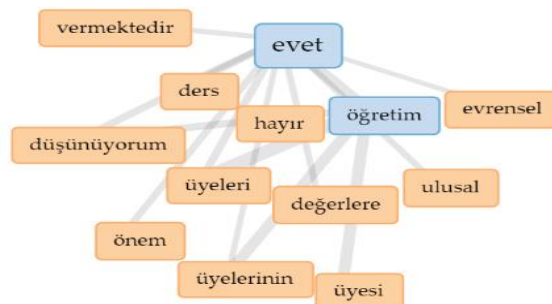 vermektedir
evet
ders
evrensel
hayır
öğretim
düşünüyorum
üyeleri
ulusal
değerlere
önem
üyelerinin
üyesi